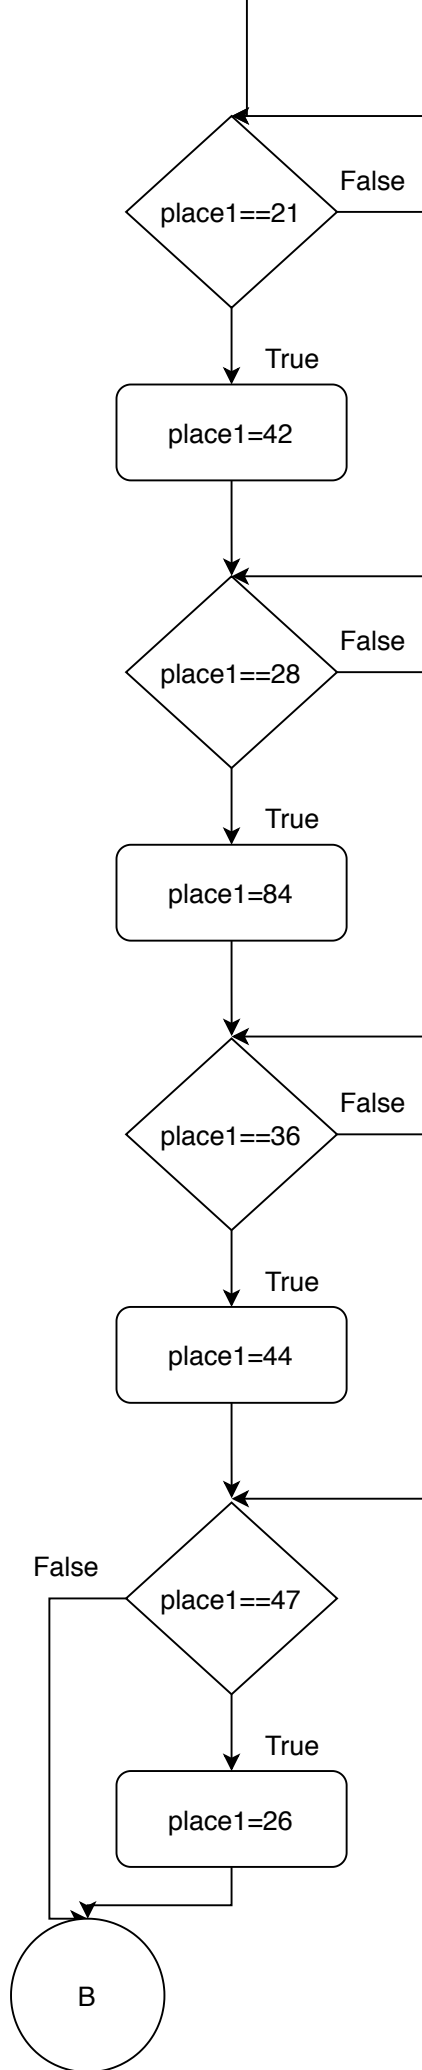 False
place1==21
True
place1=42
False
place1==28
True
place1=84
False
place1==36
True
place1=44
False
place1==47
True
place1=26
B